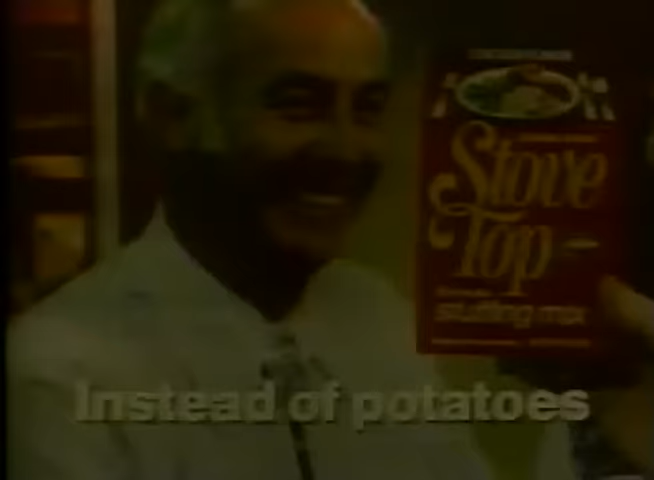 Stove
Top
stuffing mix
Instead of potatoes